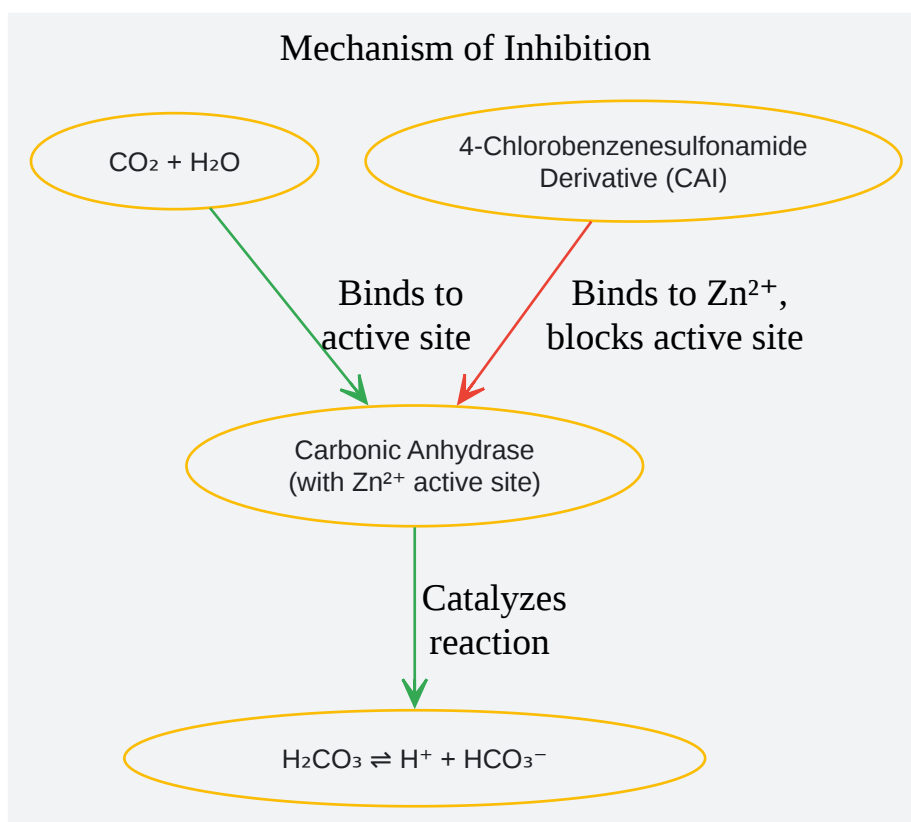 Mechanism of Inhibition
CO₂ + H₂O
4-Chlorobenzenesulfonamide
Derivative (CAI)
Binds to
active site
Binds to Zn²⁺,
blocks active site
Carbonic Anhydrase
(with Zn²⁺ active site)
Catalyzes
reaction
H₂CO₃ ⇌ H⁺ + HCO₃⁻